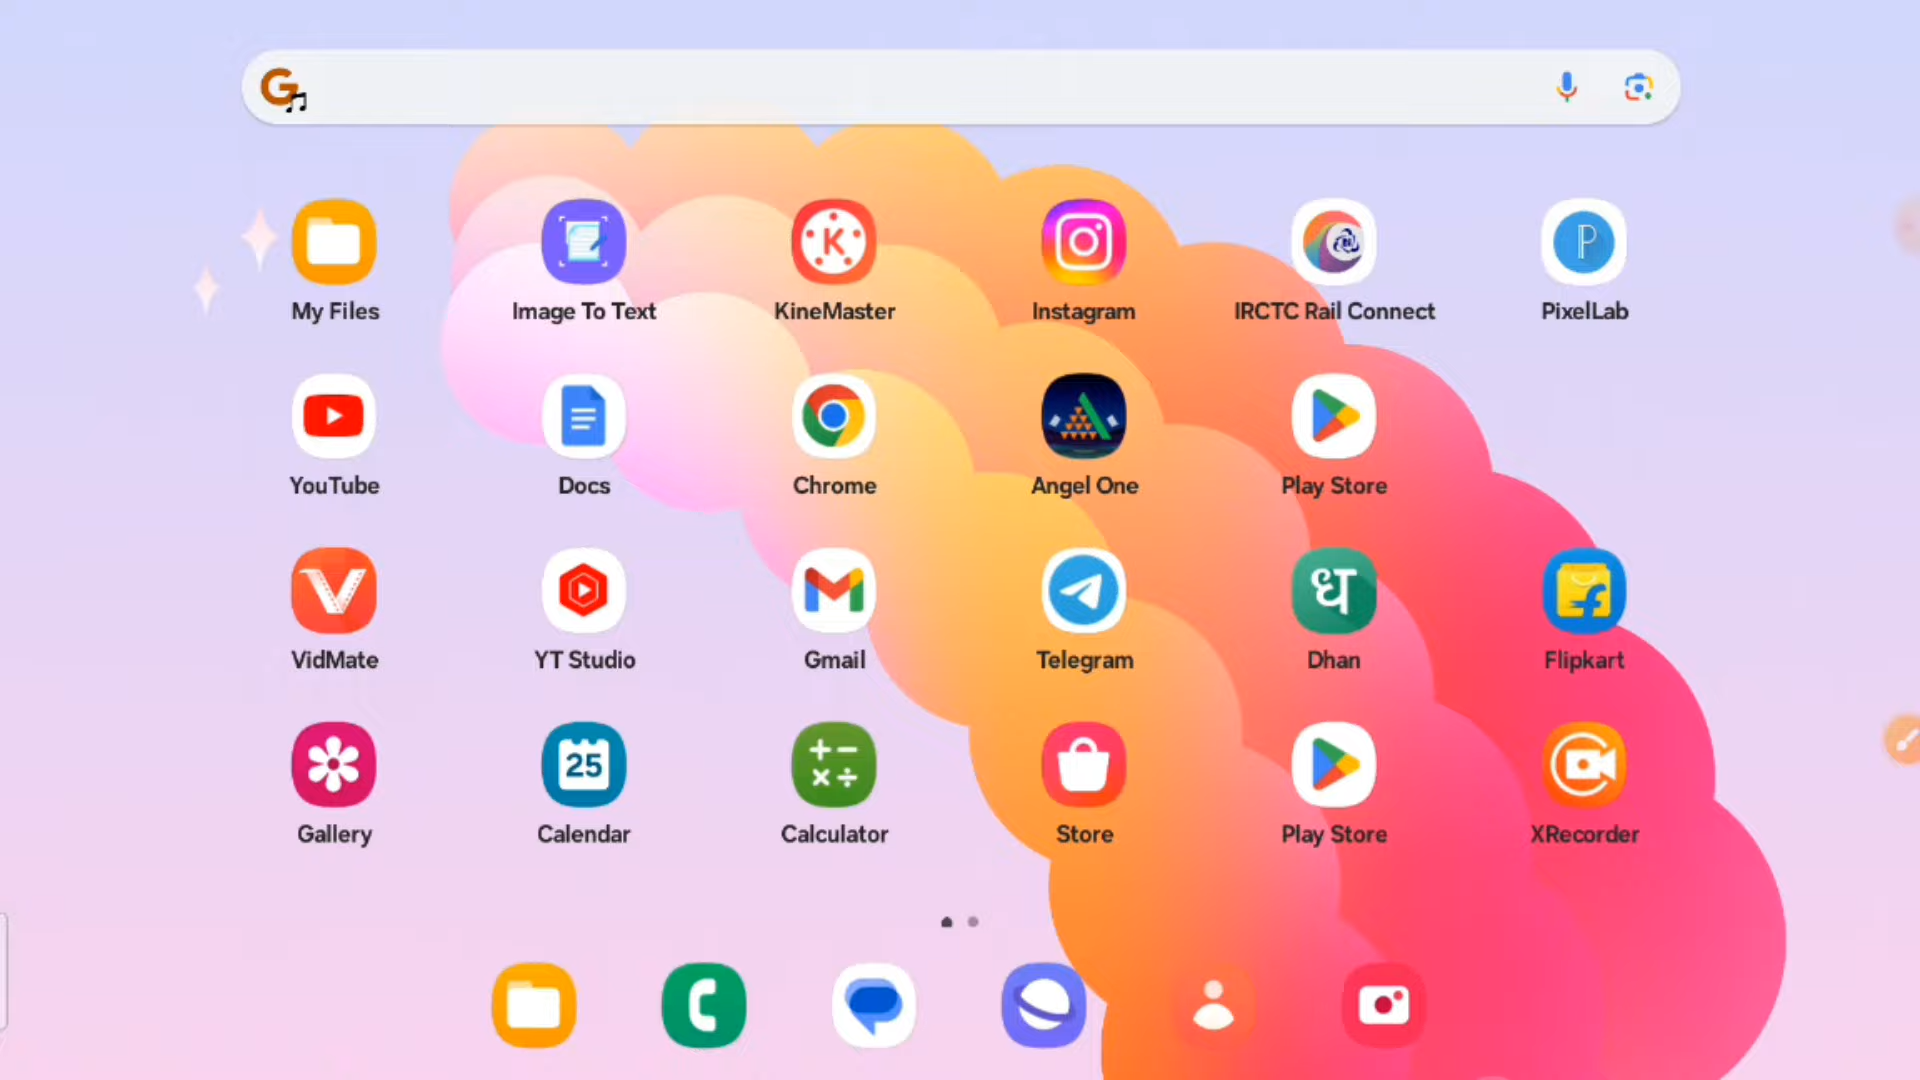 G
My Files
Image To Text
K
KineMaster
Instagram
IRCTC Rail Connect
P
PixelLab
YouTube
Docs
Chrome
Angel One
Play Store
VidMate
YT Studio
Gmail
Telegram
ध
Dhan
f
Flipkart
Gallery
25
Calendar
Calculator
Store
Play Store
XRecorder